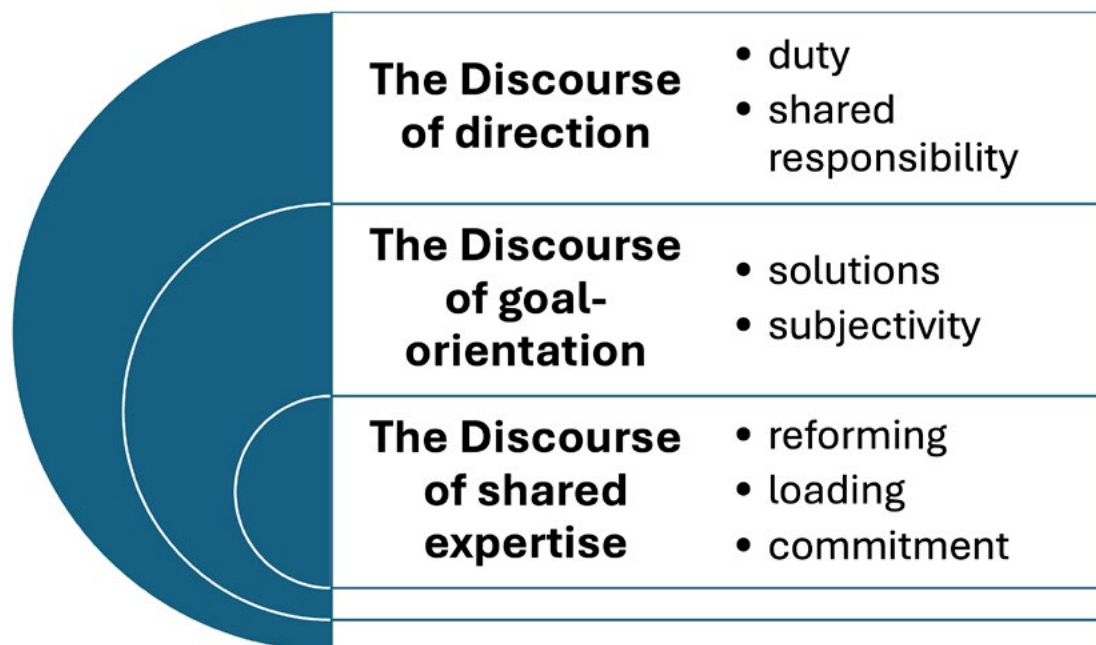 The Discourse
of direction
• duty
• shared
responsibility
The Discourse
of goal-
orientation
• solutions
• subjectivity
The Discourse
of shared
expertise
• reforming
• loading
• commitment